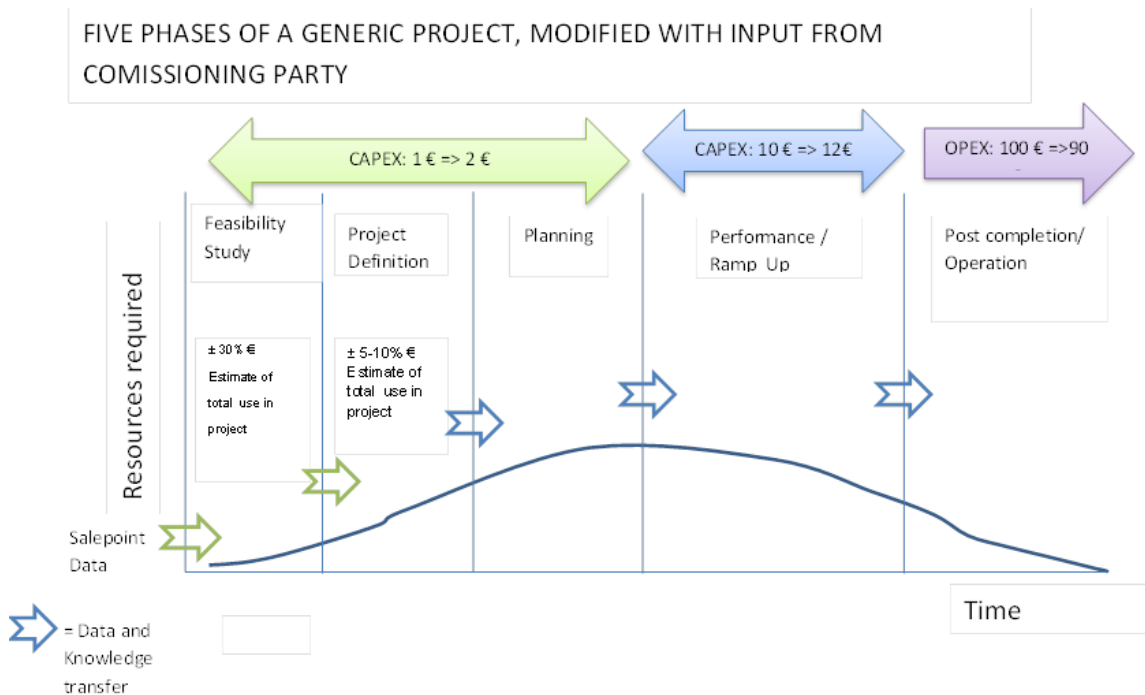 FIVE PHASES OF A GENERIC PROJECT, MODIFIED WITH INPUT FROM
COMISSIONING PARTY
CAPEX: 1 € => 2 €
CAPEX: 10 € => 12€
OPEX: 100 € =>90
Feasibility
Study
Project
Definition
Planning
Performance /
Ramp Up
Post completion/
Operation
Resources required
± 30% €
Estimate of
total use in
project
± 5-10% €
Estimate of
total use in
project
Salepoint
Data
Time
= Data and
Knowledge
transfer